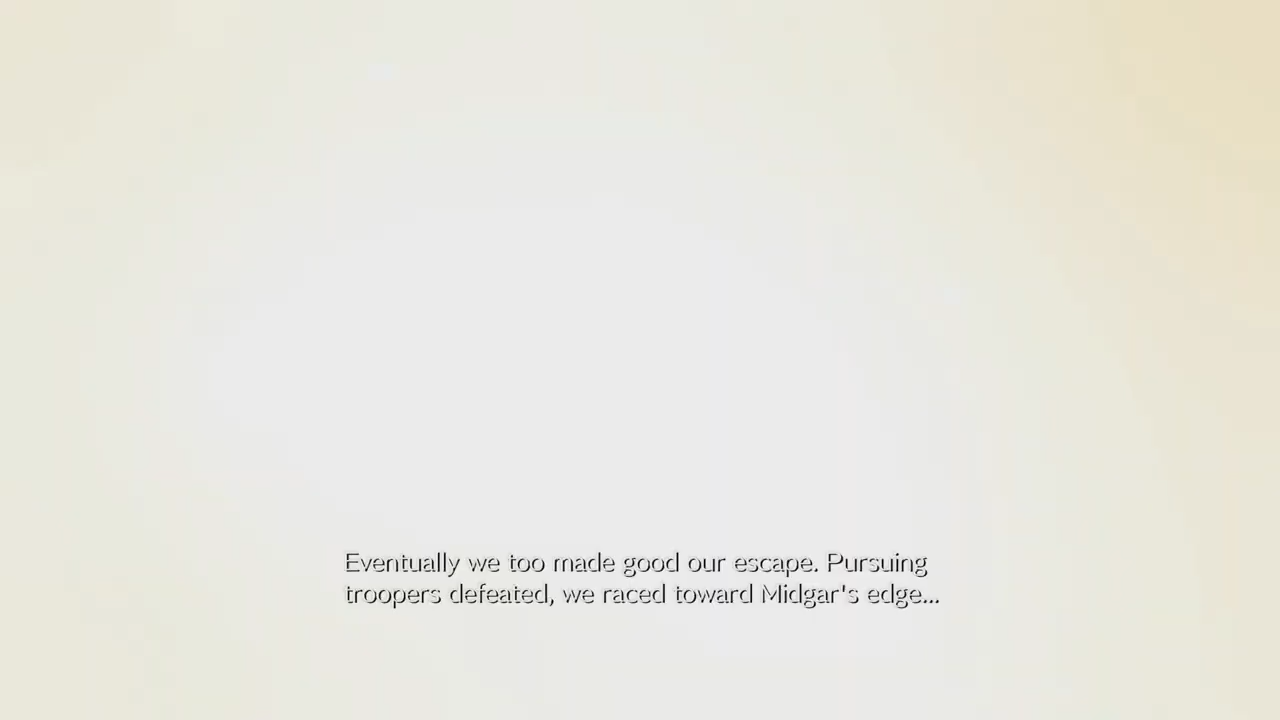 Eventually we too made good our escape. Pursuing
troopers defeated, we raced toward Midgar's edge...